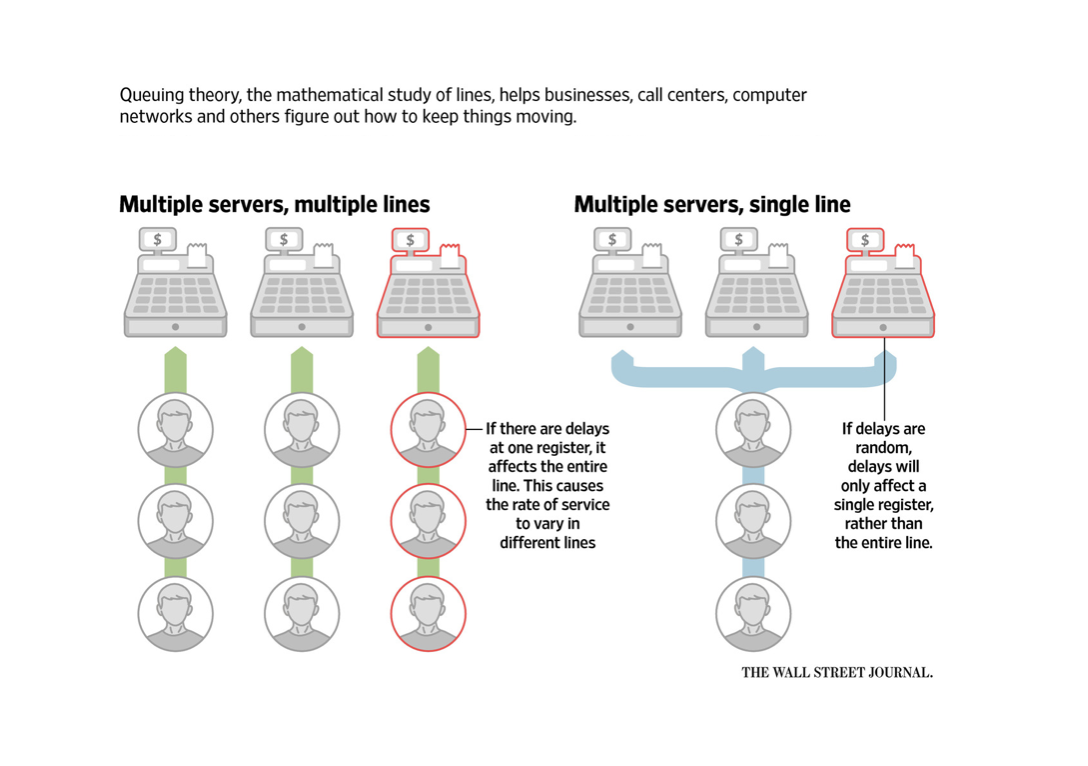 Queuing theory, the mathematical study of lines, helps businesses, call centers, computer
networks and others figure out how to keep things moving.
Multiple servers, multiple lines
$
$
$
If there are delays
at one register, it
affects the entire
line. This causes
the rate of service
to vary in
different lines
Multiple servers, single line
$
$
$
If delays are
random,
delays will
only affect a
single register,
rather than
the entire line.
THE WALL STREET JOURNAL.